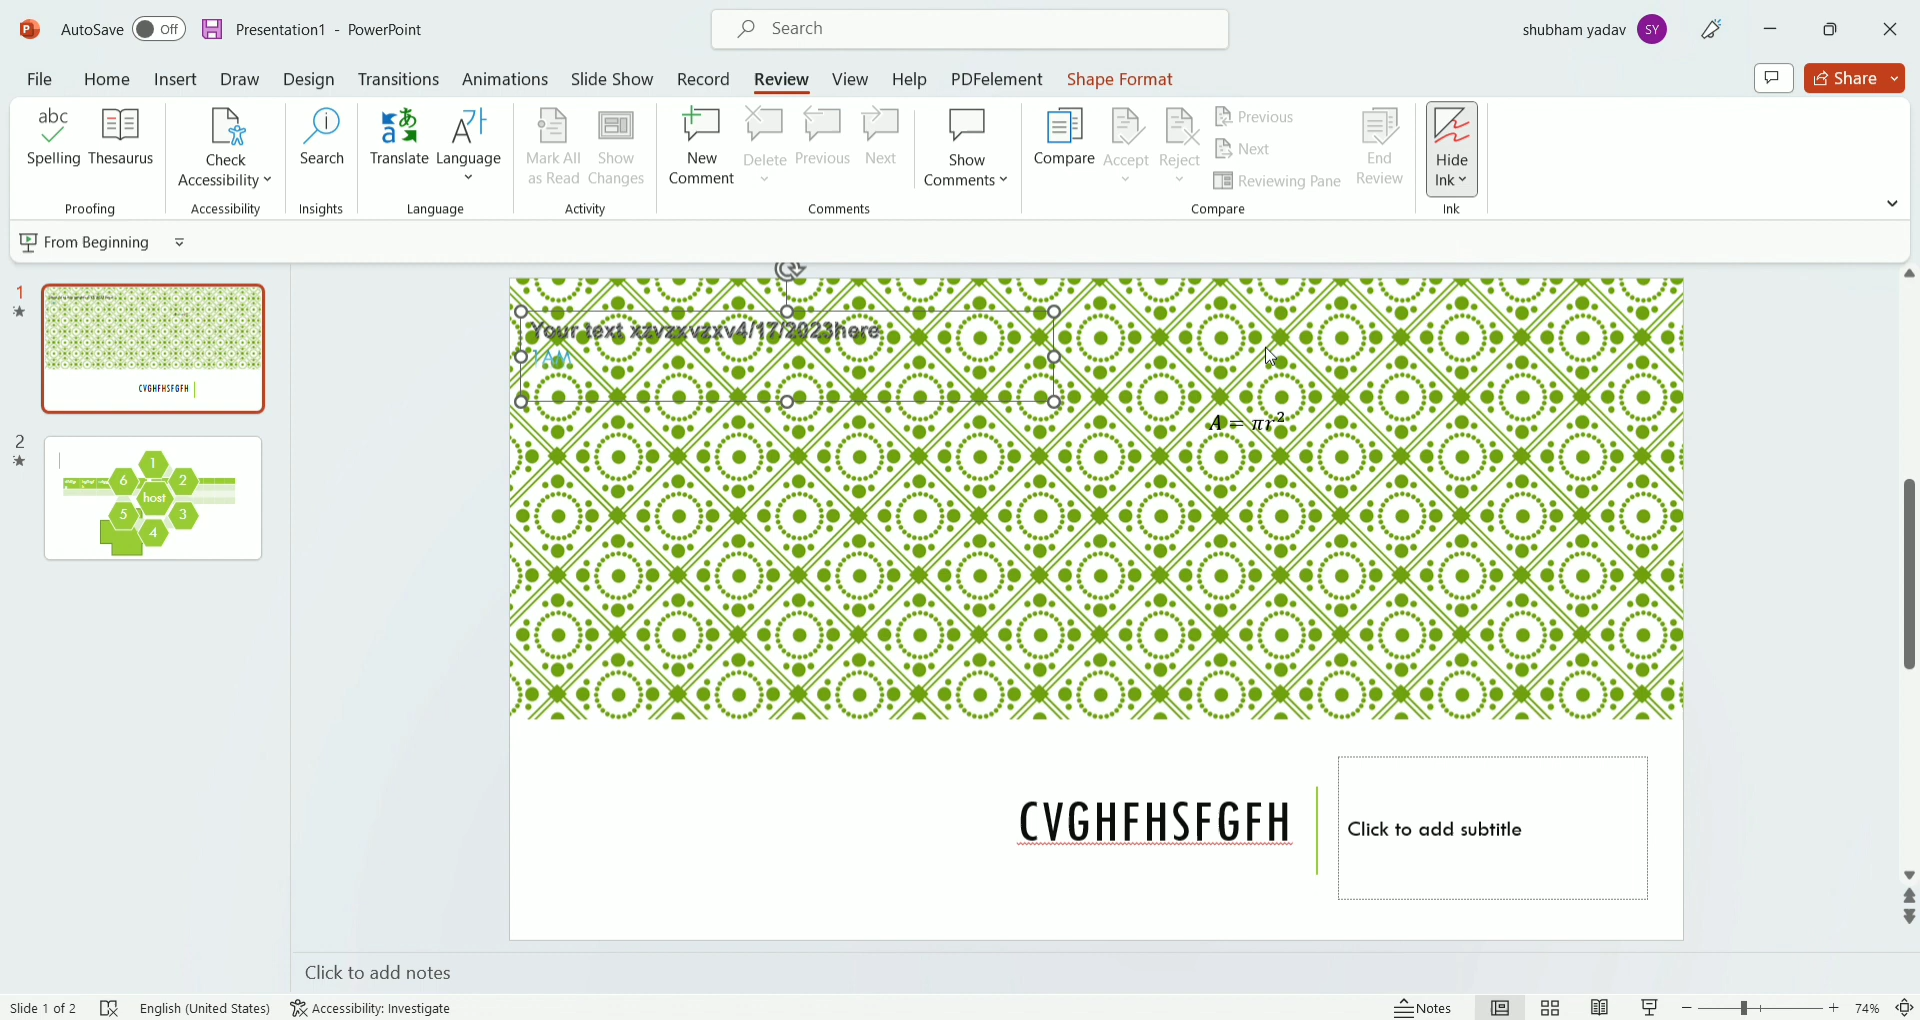 AutoSave Off Presentation1 - PowerPoint Search shubham yadav SY
File Home Insert Draw Design Transitions Animations Slide Show Record Review View Help PDFelement Shape Format Share
abc
Spelling
Thesaurus
Proofing
Check
Accessibility
Accessibility
Search
Insights
Translate
Language
Language
Mark All
as Read
Show
Changes
Activity
New
Comment
Delete
Previous
Next
Show
Comments
Comments
Compare
Accept
Reject
Previous
Next
Reviewing Pane
End
Review
Compare
Hide
Ink
Ink
From Beginning
1
CVGHFHSFGFH
2
1
2
3
4
5
6
host
Your text xzvzxvzxv4/17/2023here
1 AM
A = πr²
CVGHFHSFGFH
Click to add subtitle
Click to add notes
Slide 1 of 2 English (United States) Accessibility: Investigate Notes 74%